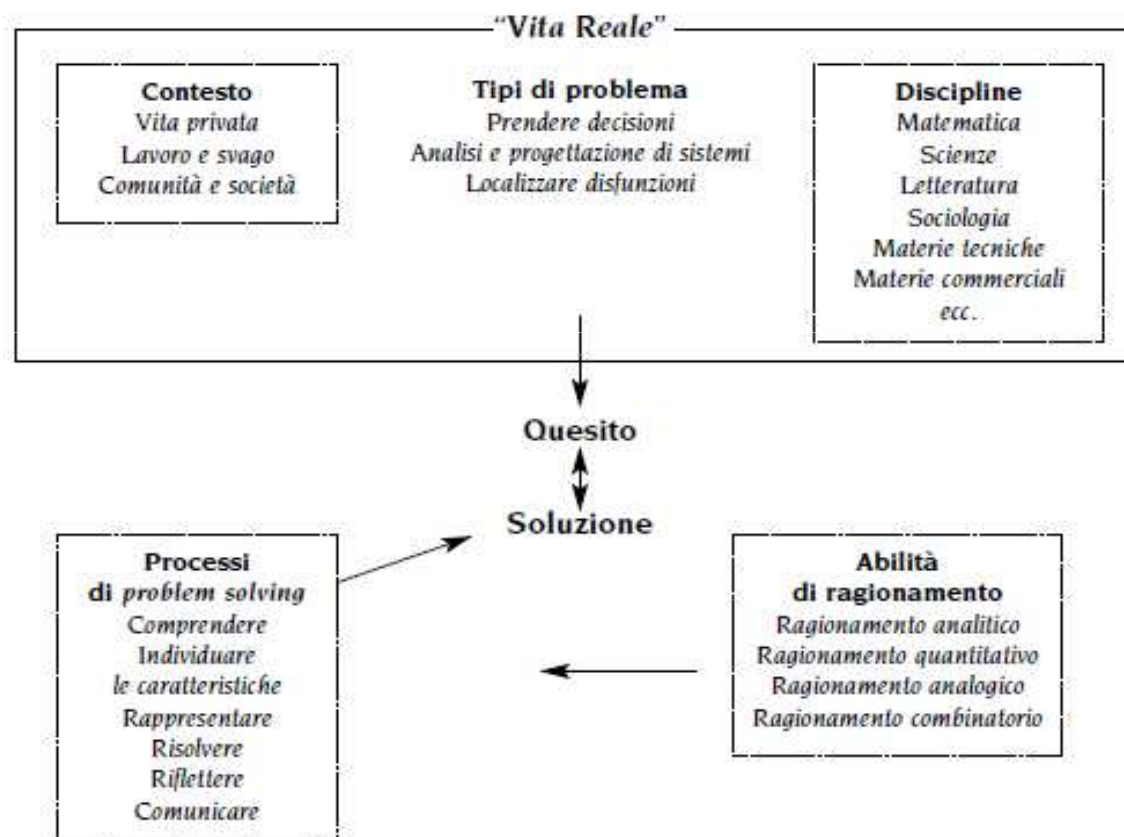 “Vita Reale”
Contesto
Vita privata
Lavoro e svago
Comunità e società
Tipi di problema
Prendere decisioni
Analisi e progettazione di sistemi
Localizzare disfunzioni
Discipline
Matematica
Scienze
Letteratura
Sociologia
Materie tecniche
Materie commerciali
ecc.
Quesito
Soluzione
Processi
di problem solving
Comprendere
Individuare
le caratteristiche
Rappresentare
Risolvere
Riflettere
Comunicare
Abilità
di ragionamento
Ragionamento analitico
Ragionamento quantitativo
Ragionamento analogico
Ragionamento combinatorio